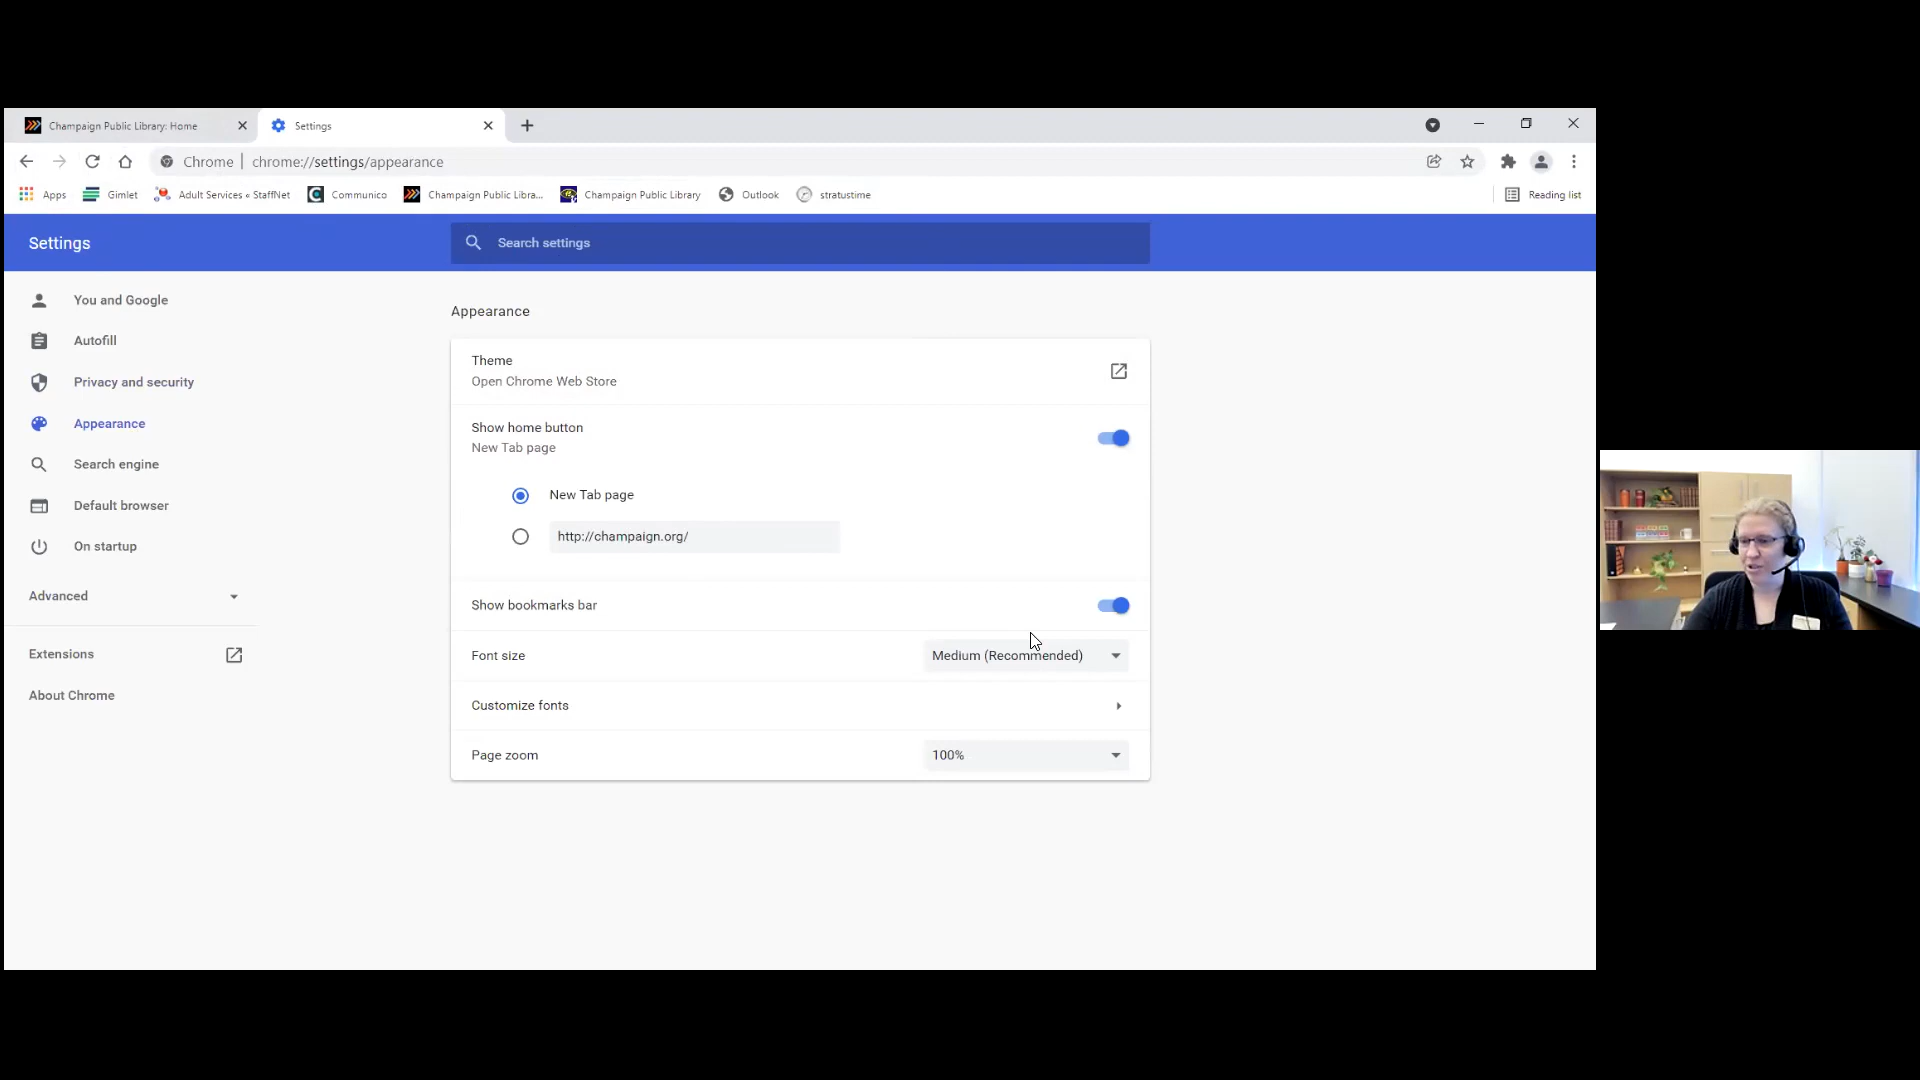 Champaign Public Library: Home
Settings
Chrome | chrome://settings/appearance
Apps
Gimlet
Adult Services « StaffNet
Communico
Champaign Public Libra...
Champaign Public Library
Outlook
stratustime
Reading list
Settings
Search settings
You and Google
Autofill
Privacy and security
Appearance
Search engine
Default browser
On startup
Advanced
Extensions
About Chrome
Appearance
Theme
Open Chrome Web Store
Show home button
New Tab page
New Tab page
http://champaign.org/
Show bookmarks bar
Font size
Medium (Recommended)
Customize fonts
Page zoom
100%